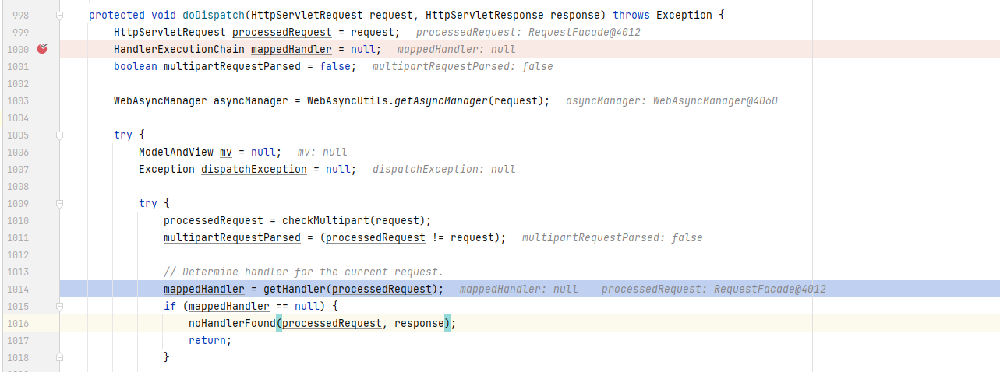 998 protected void doDispatch(HttpServletRequest request, HttpServletResponse response) throws Exception {
999 HttpServletRequest processedRequest = request; processedRequest: RequestFacade@4012
1000 HandlerExecutionChain mappedHandler = null; mappedHandler: null
1001 boolean multipartRequestParsed = false; multipartRequestParsed: false
1002
1003 WebAsyncManager asyncManager = WebAsyncUtils.getAsyncManager(request); asyncManager: WebAsyncManager@4060
1004
1005 try {
1006 ModelAndView mv = null; mv: null
1007 Exception dispatchException = null; dispatchException: null
1008
1009 try {
1010 processedRequest = checkMultipart(request);
1011 multipartRequestParsed = (processedRequest != request); multipartRequestParsed: false
1012
1013 // Determine handler for the current request.
1014 mappedHandler = getHandler(processedRequest); mappedHandler: null processedRequest: RequestFacade@4012
1015 if (mappedHandler == null) {
1016 noHandlerFound(processedRequest, response);
1017 return;
1018 }